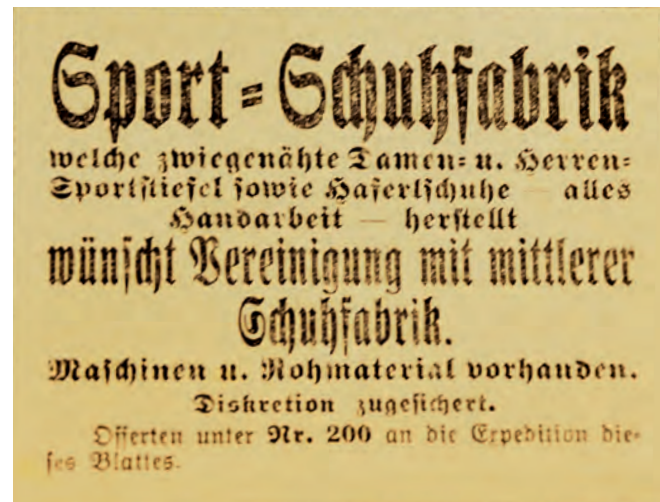 Sport-Schuhfabrik
welche zwiegenähte Damen- u. Herren-
Sportstiefel sowie Haferlschuhe — alles
Handarbeit — herstellt
wünscht Vereinigung mit mittlerer
Schuhfabrik.
Maschinen u. Rohmaterial vorhanden.
Diskretion zugesichert.
Offerten unter Nr. 200 an die Expedition die-
ses Blattes.